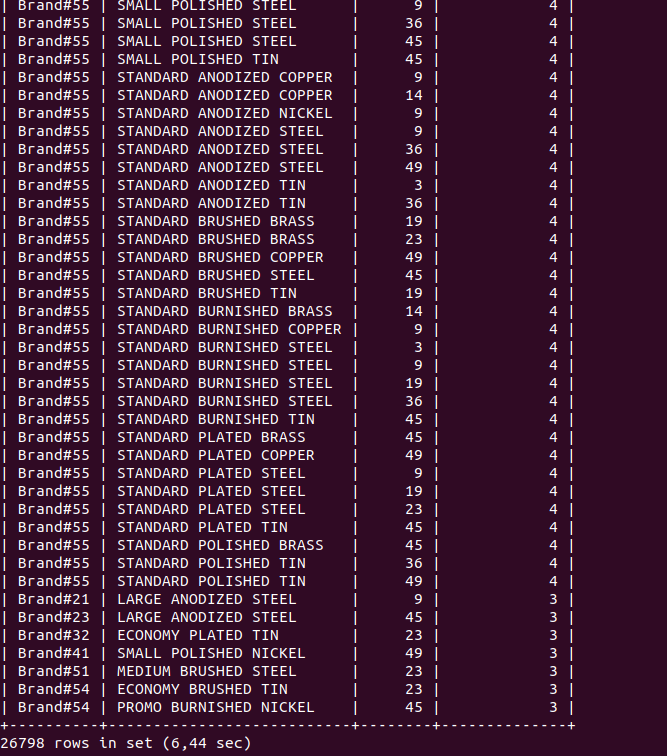 | Brand#55 | SMALL POLISHED STEEL      |      9 |            4 |
| Brand#55 | SMALL POLISHED STEEL      |     36 |            4 |
| Brand#55 | SMALL POLISHED STEEL      |     45 |            4 |
| Brand#55 | SMALL POLISHED TIN        |     45 |            4 |
| Brand#55 | STANDARD ANODIZED COPPER  |      9 |            4 |
| Brand#55 | STANDARD ANODIZED COPPER  |     14 |            4 |
| Brand#55 | STANDARD ANODIZED NICKEL  |      9 |            4 |
| Brand#55 | STANDARD ANODIZED STEEL   |      9 |            4 |
| Brand#55 | STANDARD ANODIZED STEEL   |     36 |            4 |
| Brand#55 | STANDARD ANODIZED STEEL   |     49 |            4 |
| Brand#55 | STANDARD ANODIZED TIN     |      3 |            4 |
| Brand#55 | STANDARD ANODIZED TIN     |     36 |            4 |
| Brand#55 | STANDARD BRUSHED BRASS    |     19 |            4 |
| Brand#55 | STANDARD BRUSHED BRASS    |     23 |            4 |
| Brand#55 | STANDARD BRUSHED COPPER   |     49 |            4 |
| Brand#55 | STANDARD BRUSHED STEEL    |     45 |            4 |
| Brand#55 | STANDARD BRUSHED TIN      |     19 |            4 |
| Brand#55 | STANDARD BURNISHED BRASS  |     14 |            4 |
| Brand#55 | STANDARD BURNISHED COPPER |      9 |            4 |
| Brand#55 | STANDARD BURNISHED STEEL  |      3 |            4 |
| Brand#55 | STANDARD BURNISHED STEEL  |      9 |            4 |
| Brand#55 | STANDARD BURNISHED STEEL  |     19 |            4 |
| Brand#55 | STANDARD BURNISHED STEEL  |     36 |            4 |
| Brand#55 | STANDARD BURNISHED TIN    |     45 |            4 |
| Brand#55 | STANDARD PLATED BRASS     |     45 |            4 |
| Brand#55 | STANDARD PLATED COPPER    |     49 |            4 |
| Brand#55 | STANDARD PLATED STEEL     |      9 |            4 |
| Brand#55 | STANDARD PLATED STEEL     |     19 |            4 |
| Brand#55 | STANDARD PLATED STEEL     |     23 |            4 |
| Brand#55 | STANDARD PLATED TIN       |     45 |            4 |
| Brand#55 | STANDARD POLISHED BRASS   |     45 |            4 |
| Brand#55 | STANDARD POLISHED TIN     |     36 |            4 |
| Brand#55 | STANDARD POLISHED TIN     |     49 |            4 |
| Brand#21 | LARGE ANODIZED STEEL      |      9 |            3 |
| Brand#23 | LARGE ANODIZED STEEL      |     45 |            3 |
| Brand#32 | ECONOMY PLATED TIN        |     23 |            3 |
| Brand#41 | SMALL POLISHED NICKEL     |     49 |            3 |
| Brand#51 | MEDIUM BRUSHED STEEL      |     23 |            3 |
| Brand#54 | ECONOMY BRUSHED TIN       |     23 |            3 |
| Brand#54 | PROMO BURNISHED NICKEL    |     45 |            3 |
+----------+---------------------------+--------+--------------+
26798 rows in set (6,44 sec)